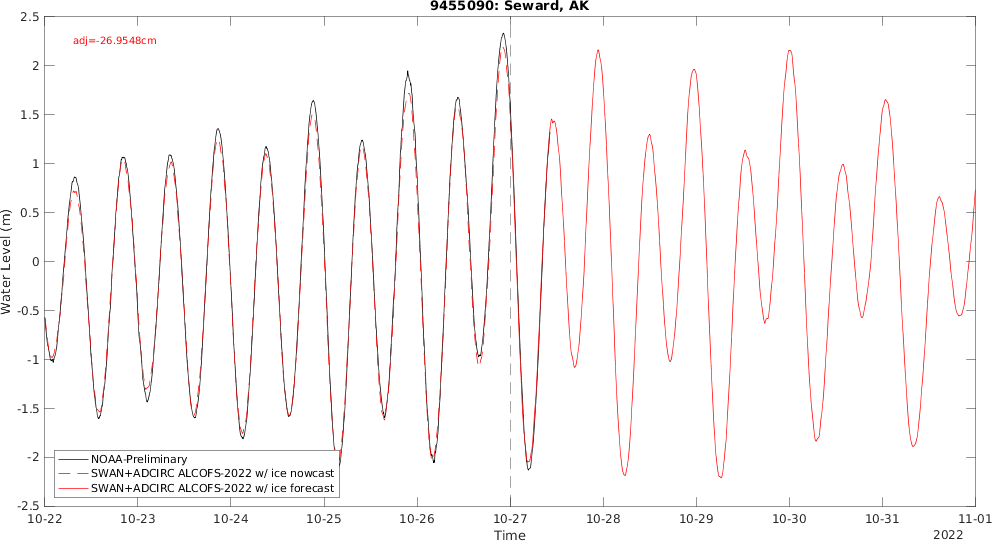 9455090: Seward, AK
adj=-26.9548cm
2.5
2
1.5
1
0.5
0
-0.5
-1
-1.5
-2
-2.5
Water Level (m)
NOAA-Preliminary
SWAN+ADCIRC ALCOFS-2022 w/ ice nowcast
SWAN+ADCIRC ALCOFS-2022 w/ ice forecast
10-22 10-23 10-24 10-25 10-26 10-27 10-28 10-29 10-30 10-31 11-01
Time
2022